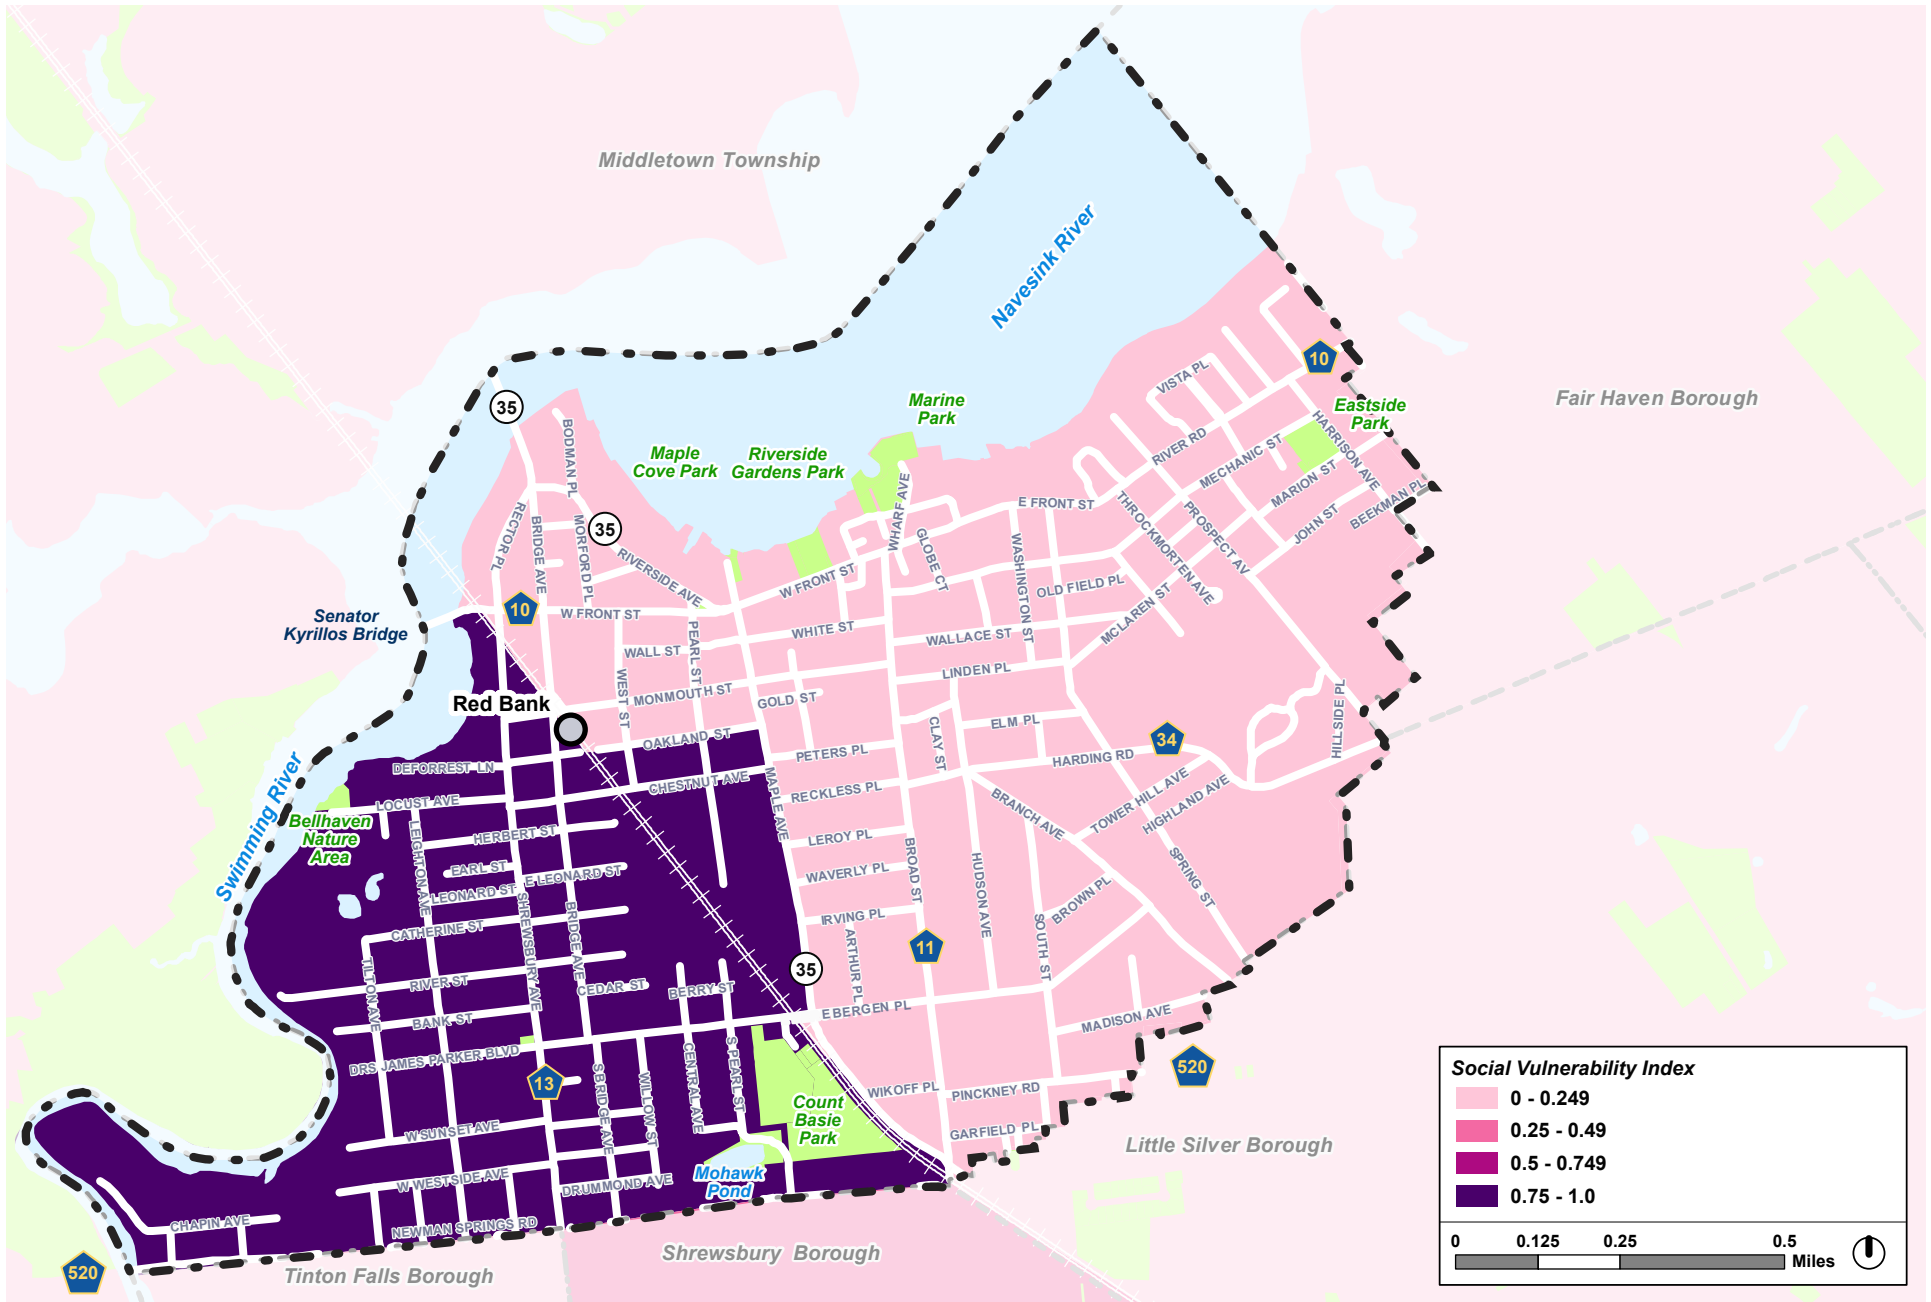 Middletown Township
Navesink River
Fair Haven Borough
10
35
Marine
Park
Eastside
Park
VISTA PL
HARRISON AVE
BODMAN PL
Maple
Cove Park
Riverside
Gardens Park
RIVER RD
MECHANIC ST
MARION ST
BEEKMAN PL
RECTOR PL
BRIDGE AVE
MORFORD PL
35
RIVERSIDE AVE
WHARF AVE
E FRONT ST
GLOBE CT
WASHINGTON ST
THROCKMORTEN AVE
PROSPECT AV
JOHN ST
W FRONT ST
OLD FIELD PL
Senator
Kyrillos Bridge
10
W FRONT ST
PEARL ST
WHITE ST
WALLACE ST
MCLAREN ST
WALL ST
WEST ST
MONMOUTH ST
GOLD ST
LINDEN PL
Red Bank
OAKLAND ST
CLAY ST
ELM PL
34
HILLSIDE PL
DEFORREST LN
PETERS PL
HARDING RD
CHESTNUT AVE
MAPLE AVE
RECKLESS PL
BRANCH AVE
TOWER HILL AVE
HIGHLAND AVE
Swimming River
LOCUST AVE
Bellhaven
Nature
Area
LEIGHTON AVE
HERBERT ST
LEROY PL
EARL ST
E LEONARD ST
LEONARD ST
WAVERLY PL
BROAD ST
HUDSON AVE
SPRING ST
BROWN PL
SHREWSBURY AVE
BRIDGE AVE
CATHERINE ST
IRVING PL
ARTHUR PL
SOUTH ST
11
TILTON AVE
RIVER ST
CEDAR ST
BERRY ST
35
E BERGEN PL
BANK ST
MADISON AVE
DRS JAMES PARKER BLVD
13
S BRIDGE AVE
WILLOW ST
CENTRAL AVE
S PEARL ST
Count
Basie
Park
WIKOFF PL
PINCKNEY RD
520
W SUNSET AVE
GARFIELD PL
Little Silver Borough
W WESTSIDE AVE
DRUMMOND AVE
Mohawk
Pond
CHAPIN AVE
NEWMAN SPRINGS RD
520
Tinton Falls Borough
Shrewsbury Borough
Social Vulnerability Index
0 - 0.249
0.25 - 0.49
0.5 - 0.749
0.75 - 1.0
0 0.125 0.25 0.5
Miles